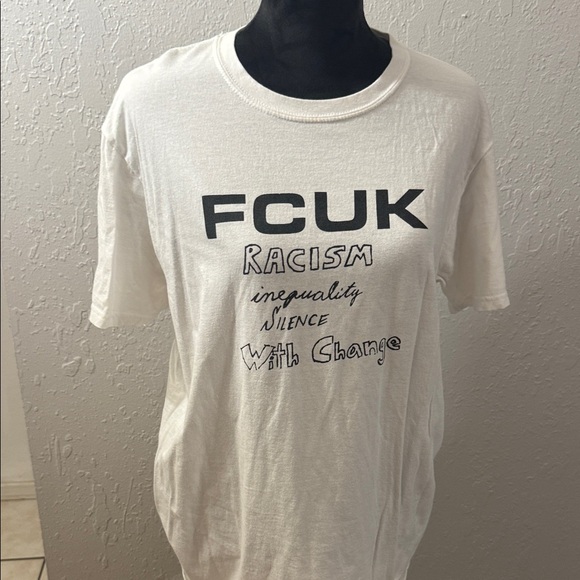 FCUK
RACISM
inequality
SILENCE
With Change